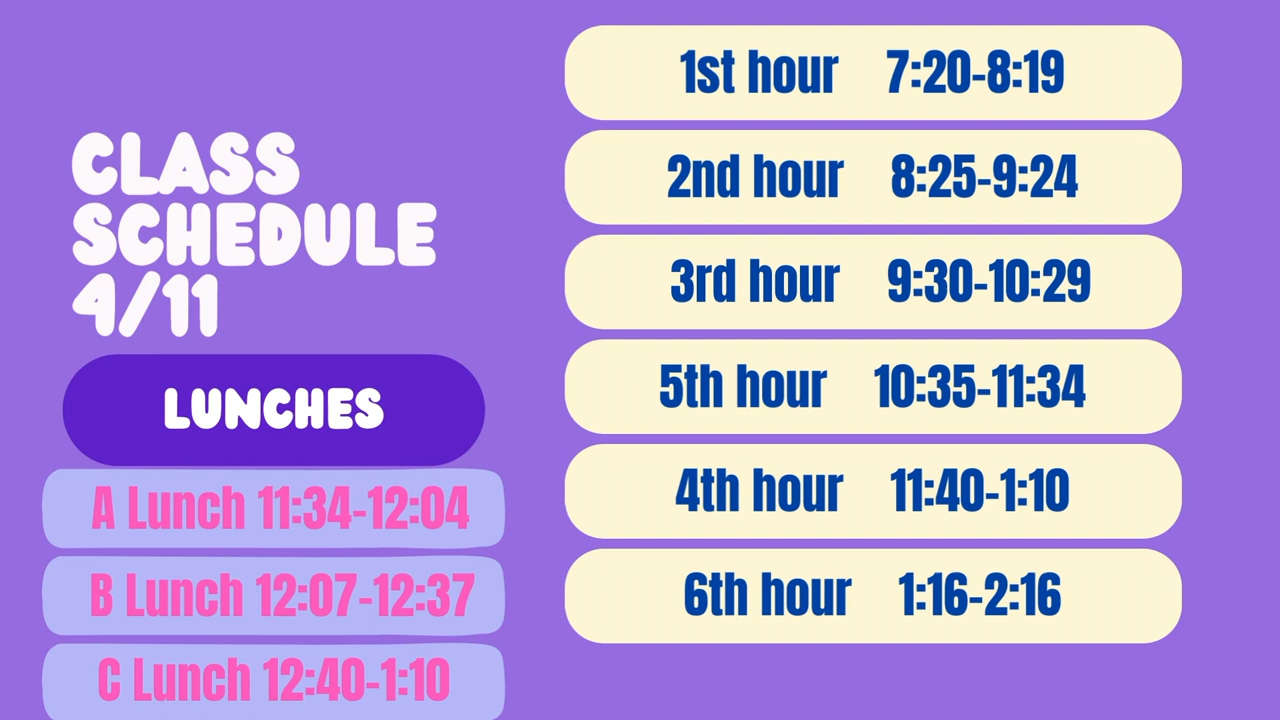 CLASS
SCHEDULE
4/11
LUNCHES
A Lunch 11:34-12:04
B Lunch 12:07-12:37
C Lunch 12:40-1:10
1st hour 7:20-8:19
2nd hour 8:25-9:24
3rd hour 9:30-10:29
5th hour 10:35-11:34
4th hour 11:40-1:10
6th hour 1:16-2:16